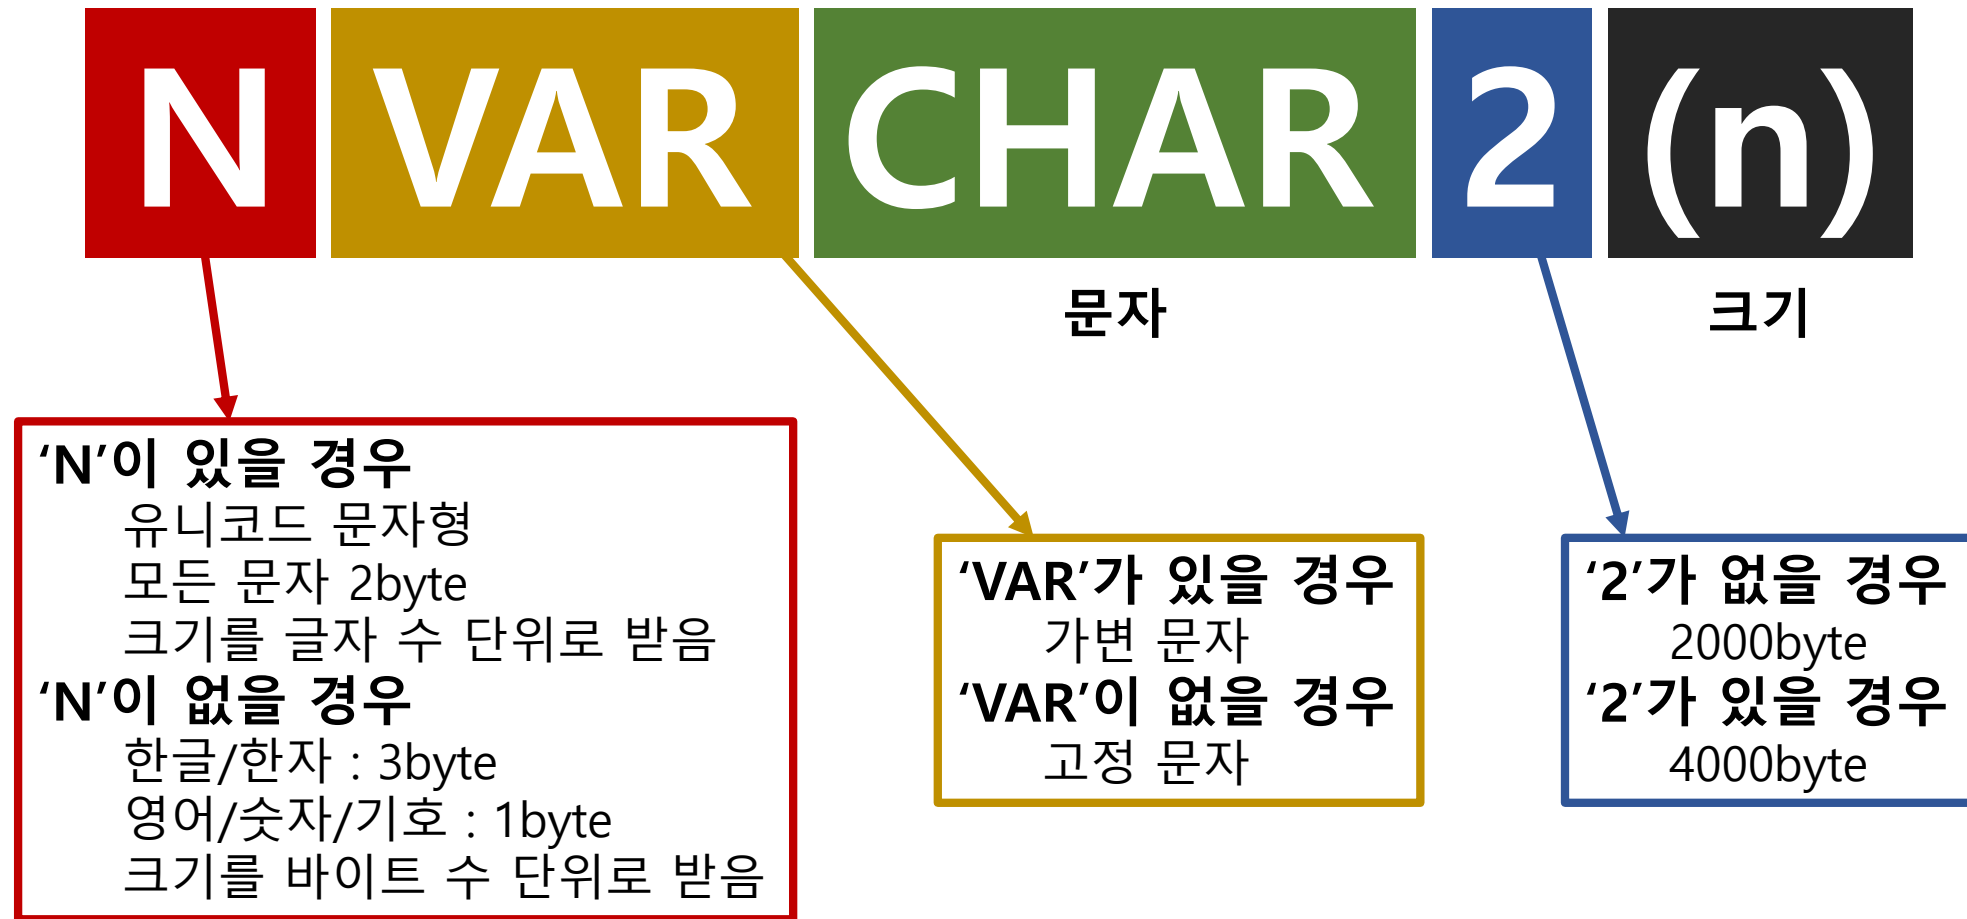 N VAR CHAR 2 (n)
문자
크기
‘N’이 있을 경우
유니코드 문자형
모든 문자 2byte
크기를 글자 수 단위로 받음
‘N’이 없을 경우
한글/한자 : 3byte
영어/숫자/기호 : 1byte
크기를 바이트 수 단위로 받음
‘VAR’가 있을 경우
가변 문자
‘VAR’이 없을 경우
고정 문자
‘2’가 없을 경우
2000byte
‘2’가 있을 경우
4000byte